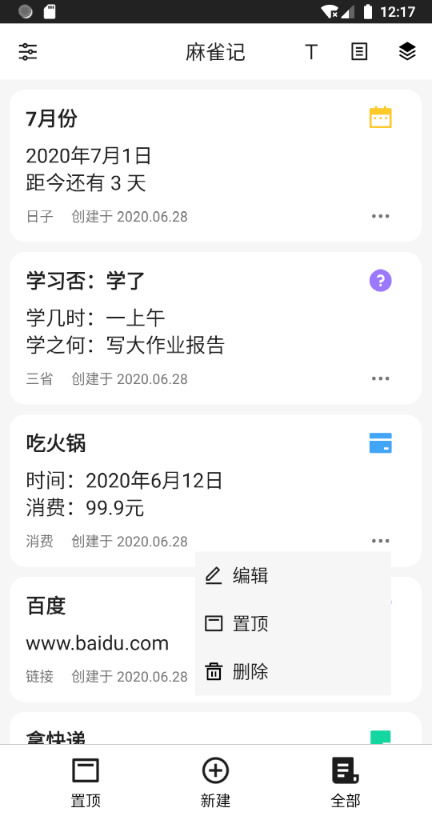 12:17
麻雀记
T
7月份
2020年7月1日
距今还有 3 天
日子 创建于 2020.06.28
学习否：学了
学几时：一上午
学之何：写大作业报告
三省 创建于 2020.06.28
吃火锅
时间：2020年6月12日
消费：99.9元
消费 创建于 2020.06.28
编辑
置顶
删除
百度
www.baidu.com
链接 创建于 2020.06.28
拿快递
置顶
新建
全部